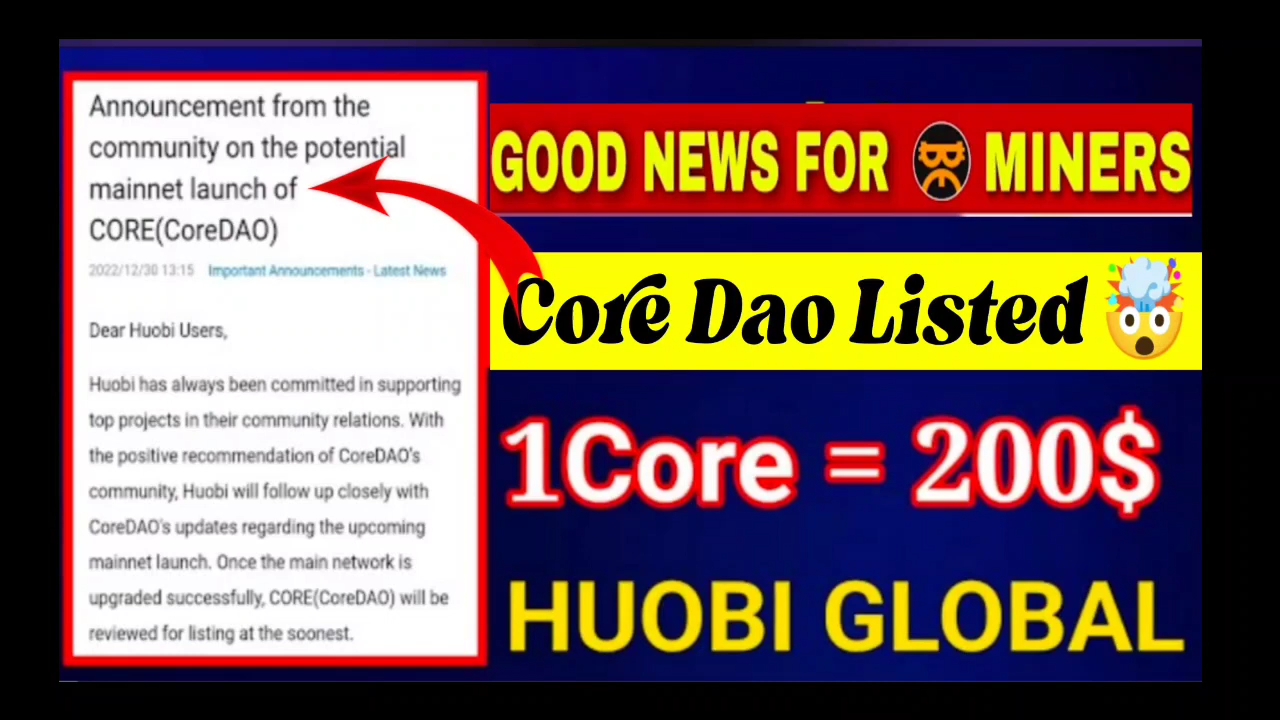 Announcement from the
community on the potential
mainnet launch of
CORE(CoreDAO)
2022/12/30 13:15 Important Announcements - Latest News
Dear Huobi Users,
Huobi has always been committed in supporting
top projects in their community relations. With
the positive recommendation of CoreDAO's
community, Huobi will follow up closely with
CoreDAO's updates regarding the upcoming
mainnet launch. Once the main network is
upgraded successfully, CORE(CoreDAO) will be
reviewed for listing at the soonest.
GOOD NEWS FOR MINERS
Core Dao Listed
1Core = 200$
HUOBI GLOBAL